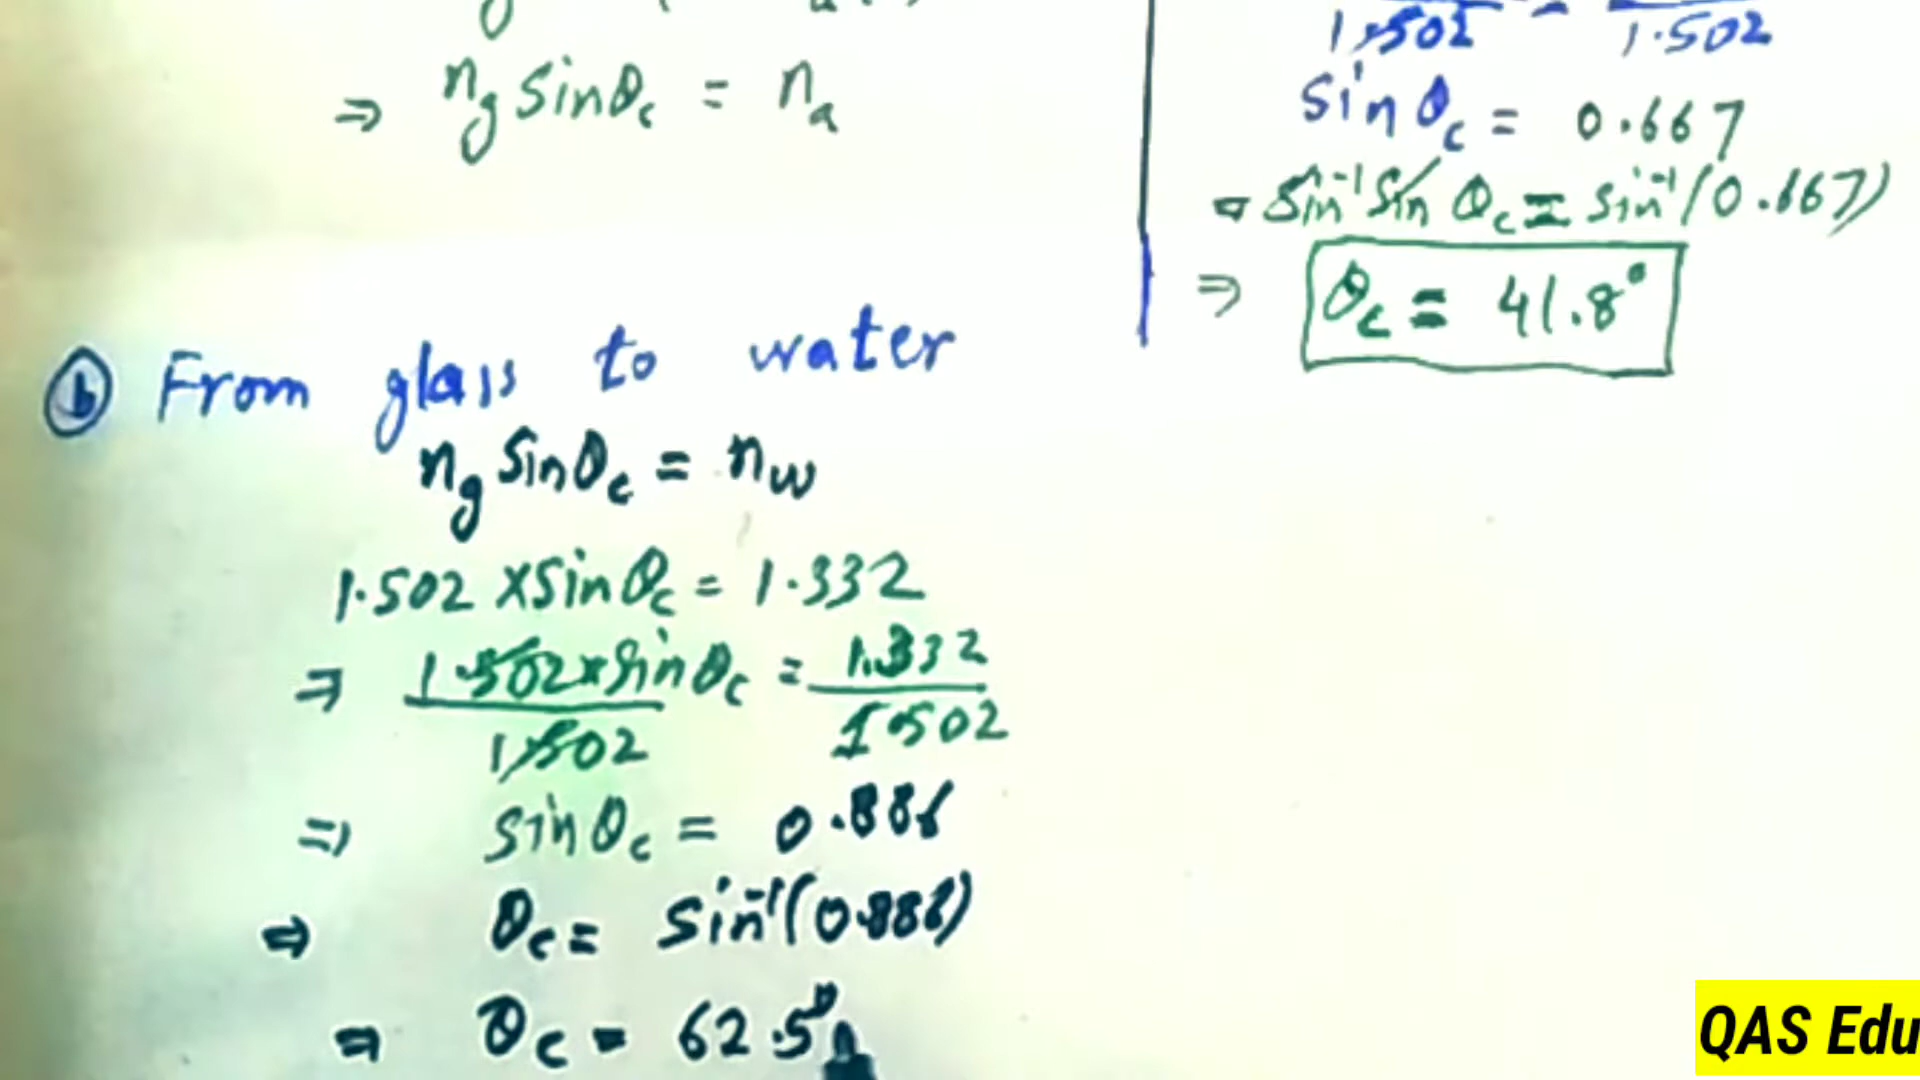 ⇒ n_g sinθ_c = n_a
ⓑ From glass to water
n_g sinθ_c = n_w
1.502 × sinθ_c = 1.332
⇒ 1.502 × sinθ_c / 1.502 = 1.332 / 1.502
⇒ sinθ_c = 0.886
⇒ θ_c = sin⁻¹(0.886)
⇒ θ_c = 62.5°
1.502 = 1.502
sinθ_c = 0.667
⇒ sin⁻¹ sin θ_c = sin⁻¹(0.667)
⇒ θ_c = 41.8°
QAS Edu